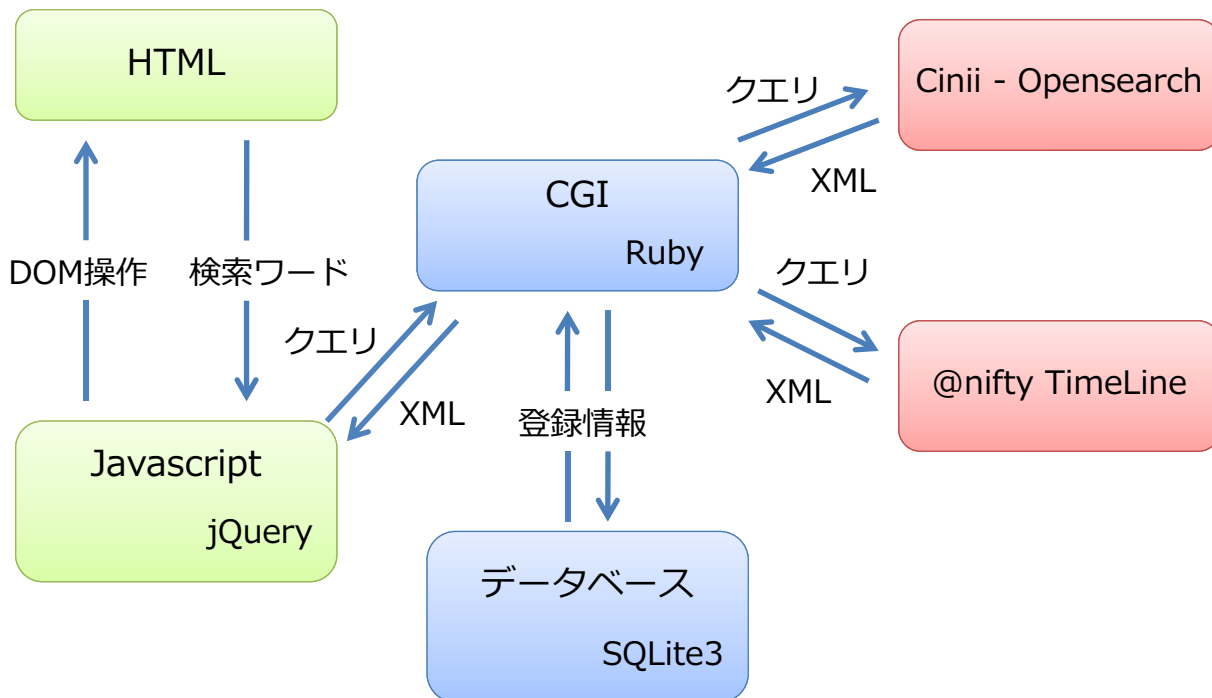 HTML
Cinii - Opensearch
クエリ
XML
CGI
Ruby
DOM操作
検索ワード
クエリ
XML
クエリ
XML
@nifty TimeLine
登録情報
Javascript
jQuery
データベース
SQLite3